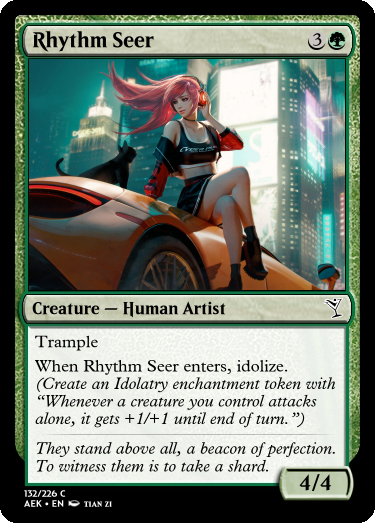 Rhythm Seer 3
Creature — Human Artist
Trample
When Rhythm Seer enters, idolize.
(Create an Idolatry enchantment token with
“Whenever a creature you control attacks
alone, it gets +1/+1 until end of turn.”)
They stand above all, a beacon of perfection.
To witness them is to take a shard.
4/4
132/226 C
AEK • EN TIAN ZI